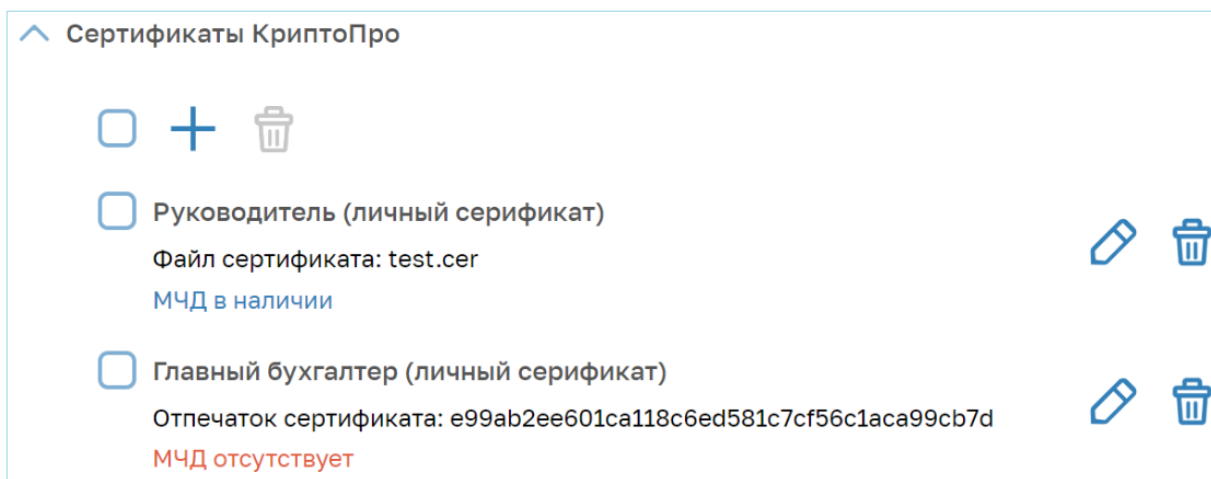 Сертификаты КриптоПро
Руководитель (личный серификат)
Файл сертификата: test.cer
МЧД в наличии
Главный бухгалтер (личный серификат)
Отпечаток сертификата: e99ab2ee601ca118c6ed581c7cf56c1aca99cb7d
МЧД отсутствует